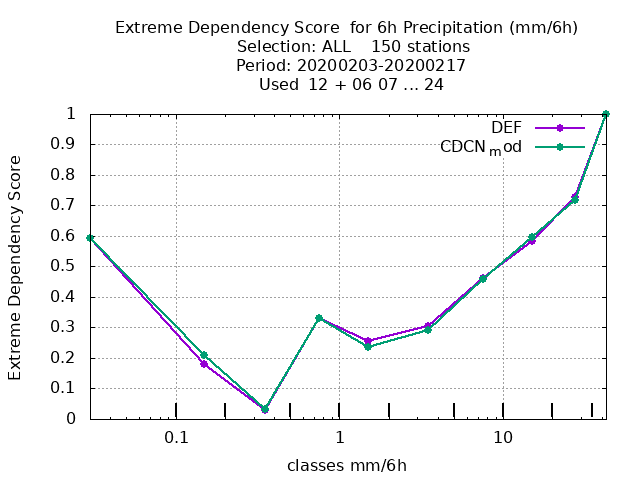 Extreme Dependency Score  for 6h Precipitation (mm/6h)
Selection: ALL    150 stations
Period: 20200203-20200217
Used  12 + 06 07 ... 24
DEF
CDCN_mod
Extreme Dependency Score
1
0.9
0.8
0.7
0.6
0.5
0.4
0.3
0.2
0.1
0
0.1 1 10
classes mm/6h